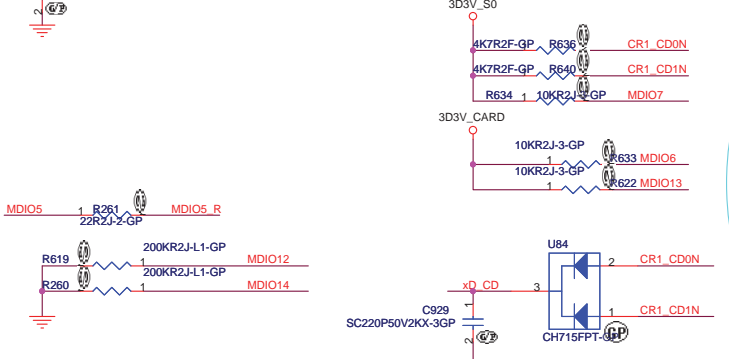 2
G/P
3D3V_S0
4K7R2F-GP R636 CR1_CD0N
4K7R2F-GP R640 CR1_CD1N
R634 1 10KR2J-3-GP MDIO7
3D3V_CARD
10KR2J-3-GP
1 R633 MDIO6
10KR2J-3-GP
1 R622 MDIO13
MDIO5 1 R261 MDIO5_R
22R2J-2-GP
200KR2J-L1-GP
R619 1 MDIO12
200KR2J-L1-GP
R260 1 MDIO14
U84
2 CR1_CD0N
xD_CD 3
1 CR1_CD1N
C929
1
SC220P50V2KX-3GP
2 G/P
CH715FPT-GP
GP